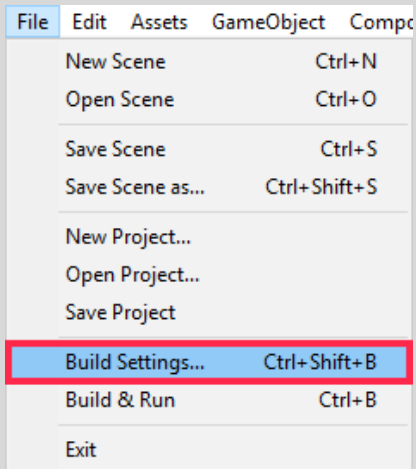 File Edit Assets GameObject Compo
New Scene Ctrl+N
Open Scene Ctrl+O
Save Scene Ctrl+S
Save Scene as... Ctrl+Shift+S
New Project...
Open Project...
Save Project
Build Settings... Ctrl+Shift+B
Build & Run Ctrl+B
Exit